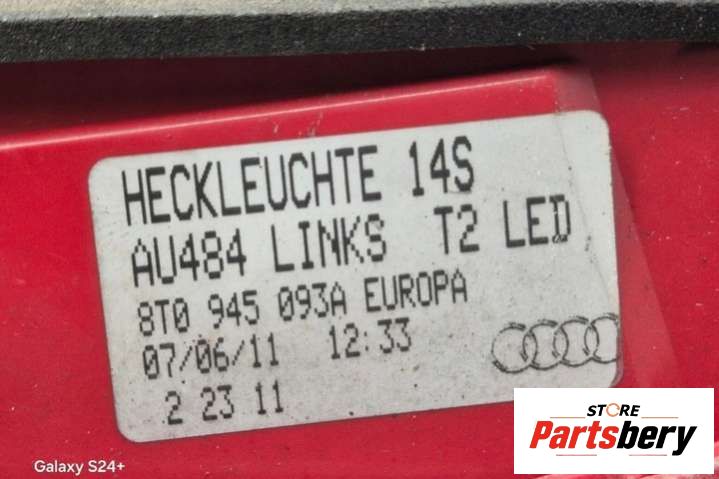 HECKLEUCHTE 14S
AU484 LINKS T2 LED
8T0 945 093A EUROPA
07/06/11 12:33
2 23 11
STORE
Partsbery
Galaxy S24+